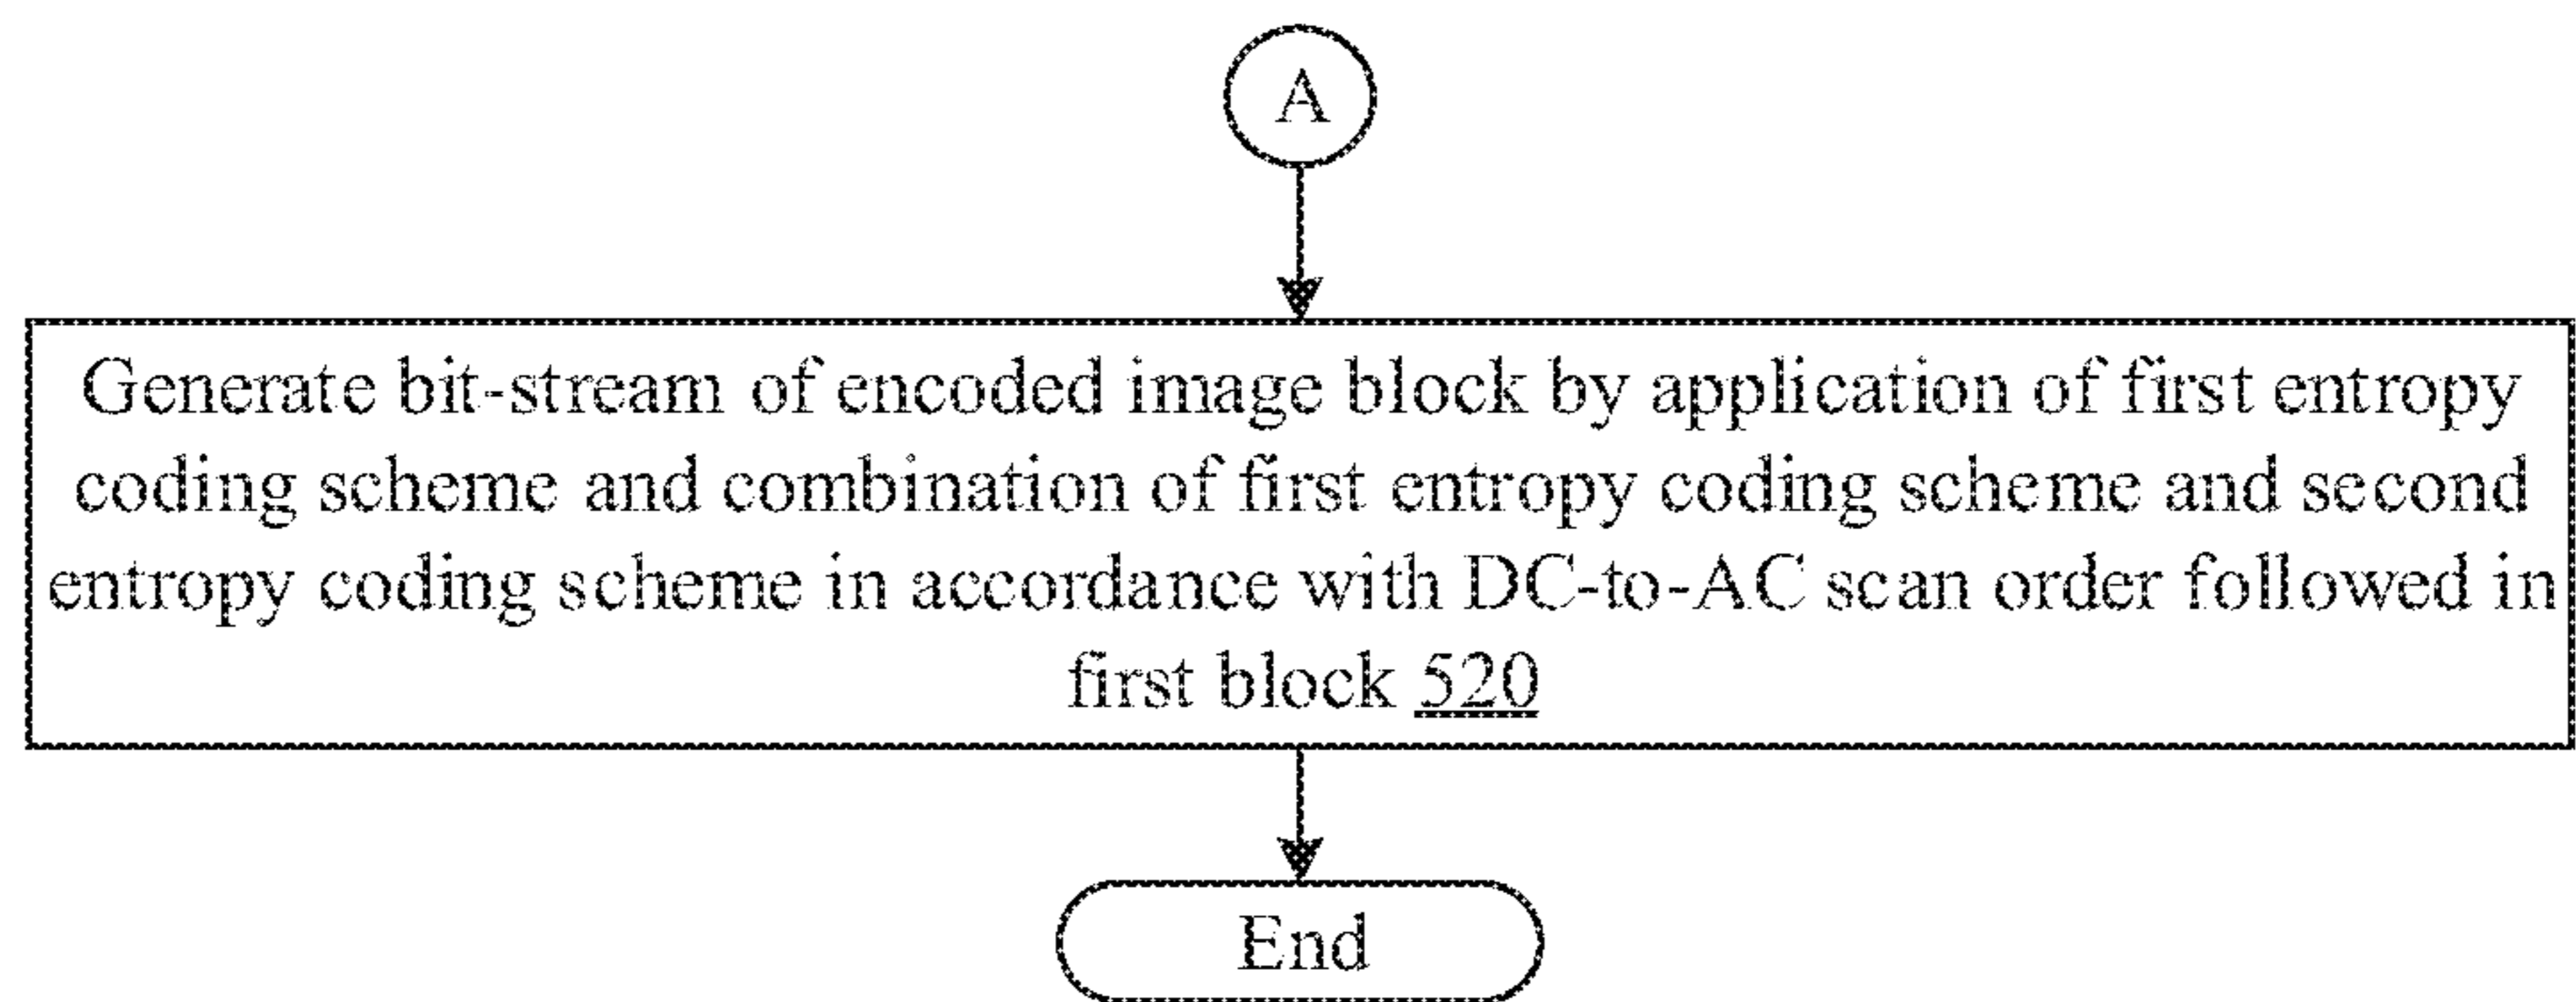 A
Generate bit-stream of encoded image block by application of first entropy
coding scheme and combination of first entropy coding scheme and second
entropy coding scheme in accordance with DC-to-AC scan order followed in
first block 520
End